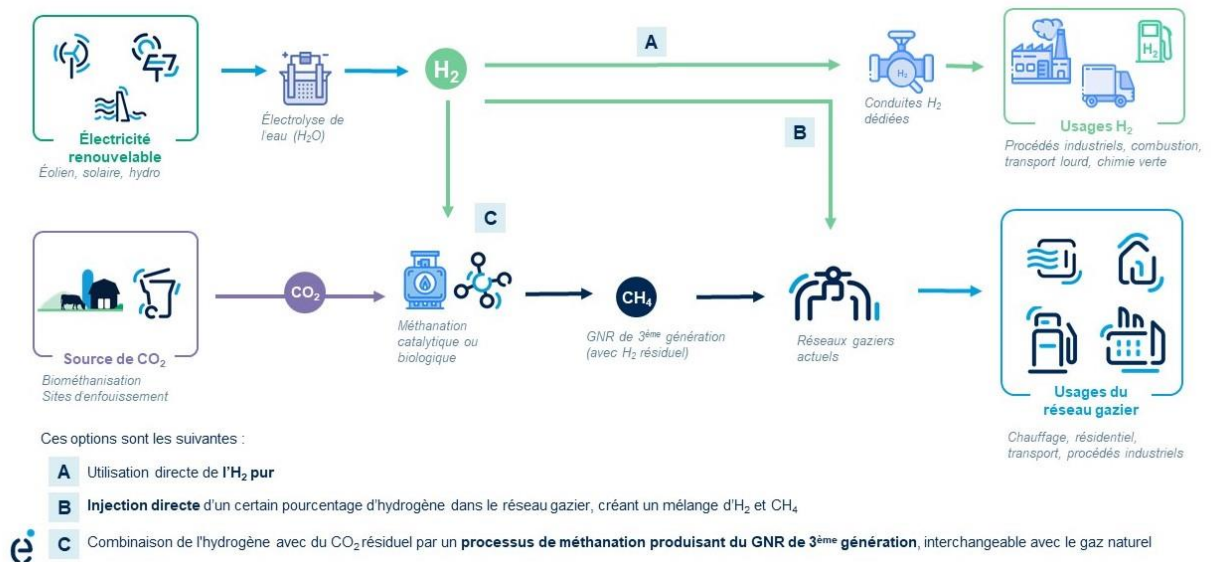 A
H₂
H₂
H₂
Électrolyse de
l'eau (H₂O)
Conduites H₂
dédiées
Électricité
renouvelable
Éolien, solaire, hydro
Usages H₂
Procédés industriels, combustion,
transport lourd, chimie verte
B
C
CO₂
CH₄
Méthanation
catalytique ou
biologique
GNR de 3ème génération
(avec H₂ résiduel)
Réseaux gaziers
actuels
Source de CO₂
Biométhanisation
Sites d'enfouissement
Usages du
réseau gazier
Chauffage, résidentiel,
transport, procédés industriels
Ces options sont les suivantes :
A Utilisation directe de l'H₂ pur
B Injection directe d'un certain pourcentage d'hydrogène dans le réseau gazier, créant un mélange d'H₂ et CH₄
C Combinaison de l'hydrogène avec du CO₂ résiduel par un processus de méthanation produisant du GNR de 3ème génération, interchangeable avec le gaz naturel